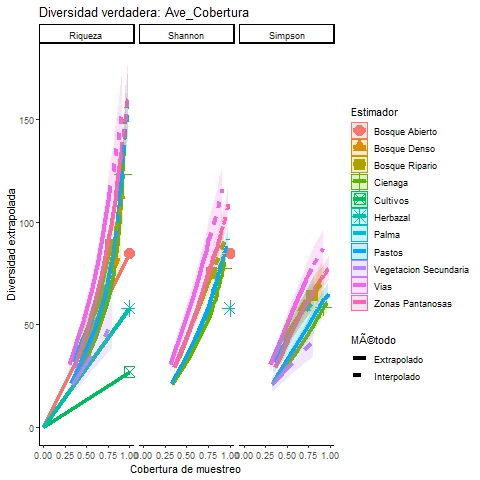 Diversidad verdadera: Ave_Cobertura
Riqueza
Shannon
Simpson
150
100
50
0
Diversidad extrapolada
0.00 0.25 0.50 0.75 1.00
0.00 0.25 0.50 0.75 1.00
0.00 0.25 0.50 0.75 1.00
Cobertura de muestreo
Estimador
Bosque Abierto
Bosque Denso
Bosque Ripario
Cienaga
Cultivos
Herbazal
Palma
Pastos
Vegetacion Secundaria
Vias
Zonas Pantanosas
MÃ©todo
Extrapolado
Interpolado